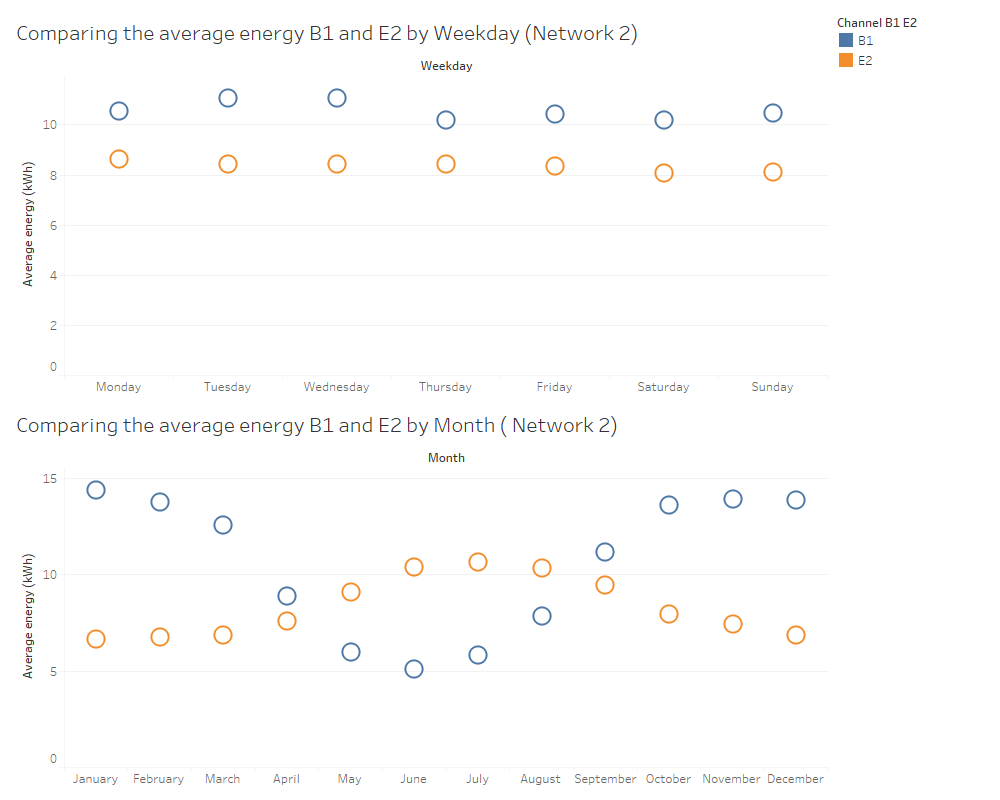 Comparing the average energy B1 and E2 by Weekday (Network 2)
Channel B1 E2
B1
E2
Weekday
Average energy (kWh)
10
8
6
4
2
0
Monday Tuesday Wednesday Thursday Friday Saturday Sunday
Comparing the average energy B1 and E2 by Month ( Network 2)
Month
Average energy (kWh)
15
10
5
0
January February March April May June July August September October November December